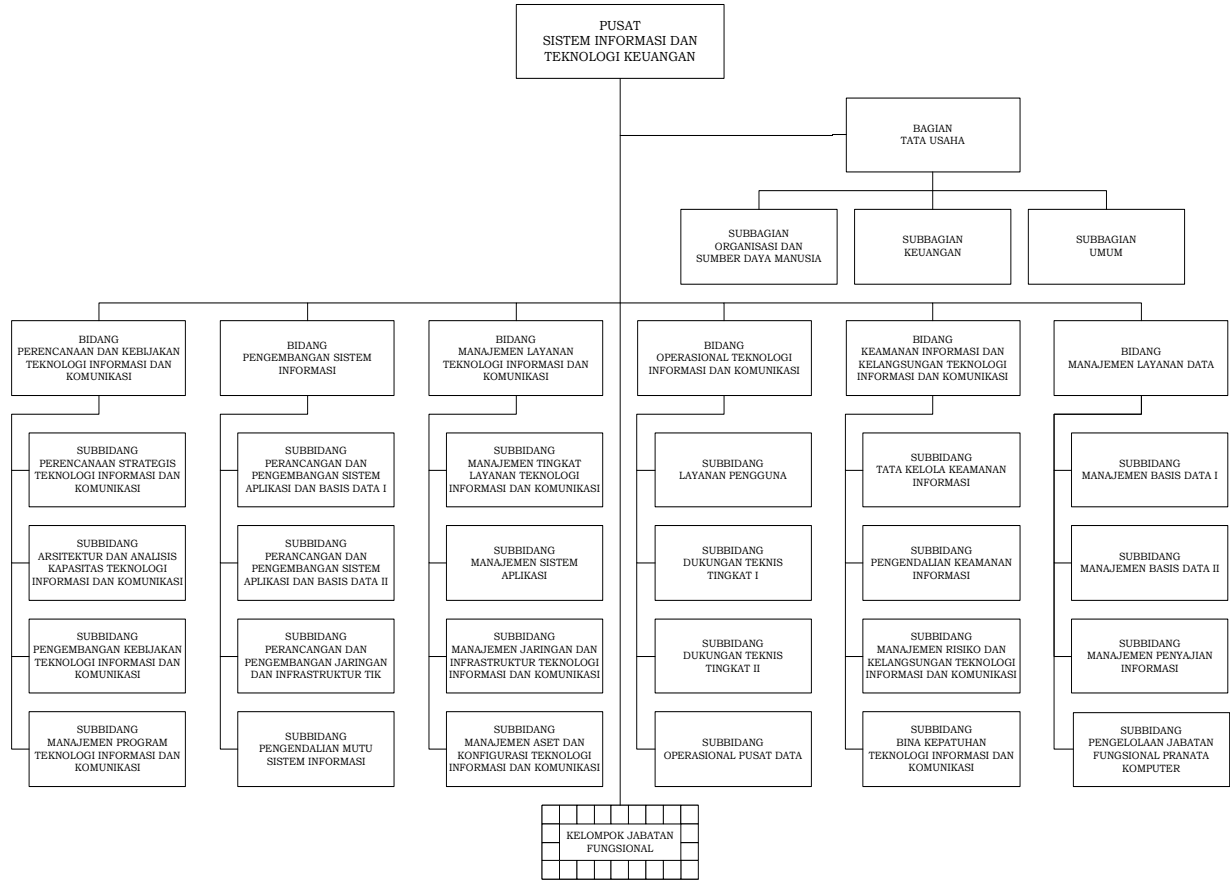 PUSAT
SISTEM INFORMASI DAN
TEKNOLOGI KEUANGAN
BAGIAN
TATA USAHA
SUBBAGIAN
ORGANISASI DAN
SUMBER DAYA MANUSIA
SUBBAGIAN
KEUANGAN
SUBBAGIAN
UMUM
BIDANG
PERENCANAAN DAN KEBIJAKAN
TEKNOLOGI INFORMASI DAN
KOMUNIKASI
BIDANG
PENGEMBANGAN SISTEM
INFORMASI
BIDANG
MANAJEMEN LAYANAN
TEKNOLOGI INFORMASI DAN
KOMUNIKASI
BIDANG
OPERASIONAL TEKNOLOGI
INFORMASI DAN KOMUNIKASI
BIDANG
KEAMANAN INFORMASI DAN
KELANGSUNGAN TEKNOLOGI
INFORMASI DAN KOMUNIKASI
BIDANG
MANAJEMEN LAYANAN DATA
SUBBIDANG
PERENCANAAN STRATEGIS
TEKNOLOGI INFORMASI DAN
KOMUNIKASI
SUBBIDANG
PERANCANGAN DAN
PENGEMBANGAN SISTEM
APLIKASI DAN BASIS DATA I
SUBBIDANG
MANAJEMEN TINGKAT
LAYANAN TEKNOLOGI
INFORMASI DAN KOMUNIKASI
SUBBIDANG
LAYANAN PENGGUNA
SUBBIDANG
TATA KELOLA KEAMANAN
INFORMASI
SUBBIDANG
MANAJEMEN BASIS DATA I
SUBBIDANG
ARSITEKTUR DAN ANALISIS
KAPASITAS TEKNOLOGI
INFORMASI DAN KOMUNIKASI
SUBBIDANG
PERANCANGAN DAN
PENGEMBANGAN SISTEM
APLIKASI DAN BASIS DATA II
SUBBIDANG
MANAJEMEN SISTEM
APLIKASI
SUBBIDANG
DUKUNGAN TEKNIS
TINGKAT I
SUBBIDANG
PENGENDALIAN KEAMANAN
INFORMASI
SUBBIDANG
MANAJEMEN BASIS DATA II
SUBBIDANG
PENGEMBANGAN KEBIJAKAN
TEKNOLOGI INFORMASI DAN
KOMUNIKASI
SUBBIDANG
PERANCANGAN DAN
PENGEMBANGAN JARINGAN
DAN INFRASTRUKTUR TIK
SUBBIDANG
MANAJEMEN JARINGAN DAN
INFRASTRUKTUR TEKNOLOGI
INFORMASI DAN KOMUNIKASI
SUBBIDANG
DUKUNGAN TEKNIS
TINGKAT II
SUBBIDANG
MANAJEMEN RISIKO DAN
KELANGSUNGAN TEKNOLOGI
INFORMASI DAN KOMUNIKASI
SUBBIDANG
MANAJEMEN PENYAJIAN
INFORMASI
SUBBIDANG
MANAJEMEN PROGRAM
TEKNOLOGI INFORMASI DAN
KOMUNIKASI
SUBBIDANG
PENGENDALIAN MUTU
SISTEM INFORMASI
SUBBIDANG
MANAJEMEN ASET DAN
KONFIGURASI TEKNOLOGI
INFORMASI DAN KOMUNIKASI
SUBBIDANG
OPERASIONAL PUSAT DATA
SUBBIDANG
BINA KEPATUHAN
TEKNOLOGI INFORMASI DAN
KOMUNIKASI
SUBBIDANG
PENGELOLAAN JABATAN
FUNGSIONAL PRANATA
KOMPUTER
KELOMPOK JABATAN
FUNGSIONAL